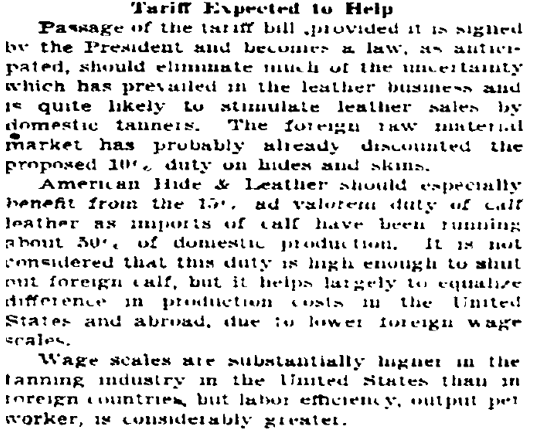 Tariff Expected to Help
Passage of the tariff bill, provided it is signed
by the President and becomes a law, as antici-
pated, should eliminate much of the uncertainty
which has prevailed in the leather business and
is quite likely to stimulate leather sales by
domestic tanners. The foreign raw material
market has probably already discounted the
proposed 10% duty on hides and skins.
American Hide & Leather should especially
benefit from the 15% ad valorem duty of calf
leather as imports of calf have been running
about 50% of domestic production. It is not
considered that this duty is high enough to shut
out foreign calf, but it helps largely to equalize
difference in production costs in the United
States and abroad, due to lower foreign wage
scales.
Wage scales are substantially higher in the
tanning industry in the United States than in
foreign countries, but labor efficiency, output per
worker, is considerably greater.